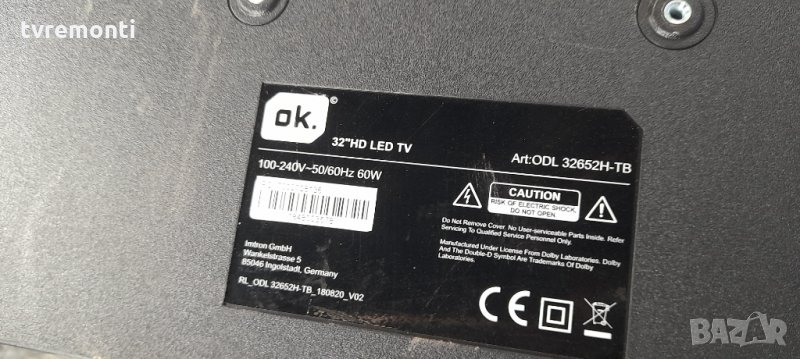 tvremonti
ok.
©
32"HD LED TV
Art:ODL 32652H-TB
100-240V~50/60Hz 60W
CAUTION
RISK OF ELECTRIC SHOCK
DO NOT OPEN
Do Not Remove Cover. No User-serviceable Parts Inside. Refer
Servicing To Qualified Service Personnel Only.
Manufactured Under License From Dolby Laboratories. Dolby
And The Double-D Symbol Are Trademarks Of Dolby
Laboratories.
Imtron GmbH
Wankelstrasse 5
85046 Ingolstadt, Germany
RL_ODL 32652H-TB_180820_V02
CE
BAZAR